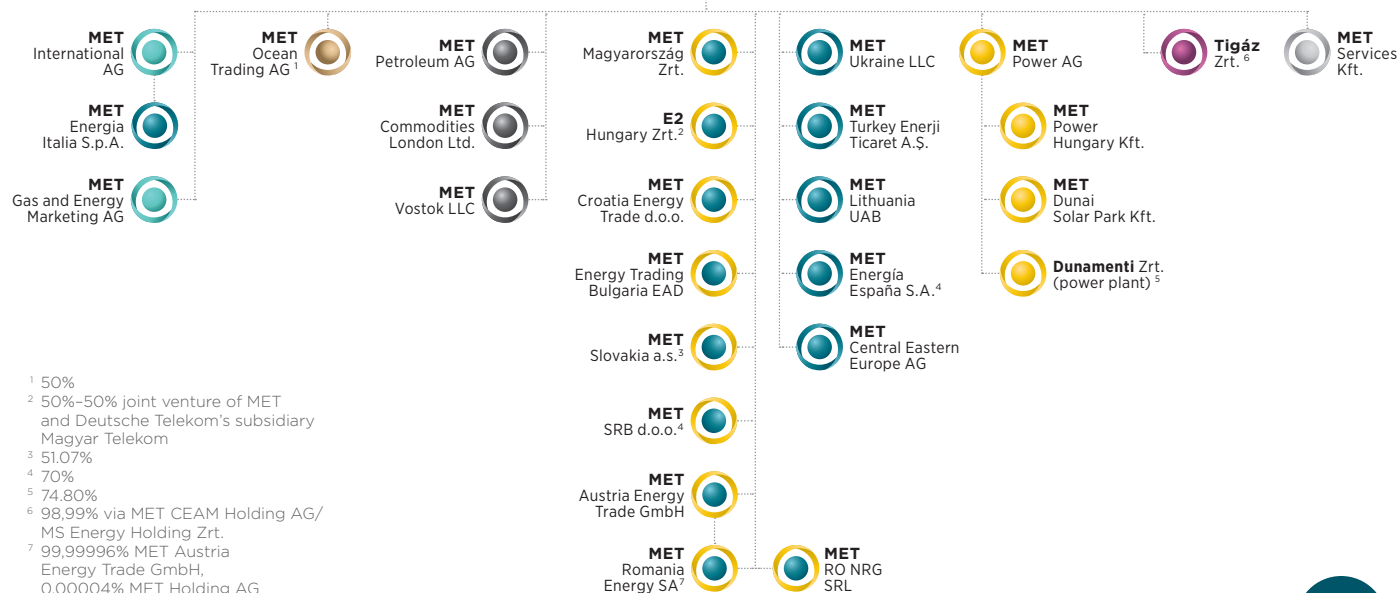 MET
International
AG
MET
Energia
Italia S.p.A.
MET
Gas and Energy
Marketing AG
MET
Ocean
Trading AG 1
MET
Petroleum AG
MET
Commodities
London Ltd.
MET
Vostok LLC
MET
Magyarország
Zrt.
E2
Hungary Zrt.2
MET
Croatia Energy
Trade d.o.o.
MET
Energy Trading
Bulgaria EAD
MET
Slovakia a.s.3
MET
SRB d.o.o.4
MET
Austria Energy
Trade GmbH
MET
Romania
Energy SA7
MET
RO NRG
SRL
MET
Ukraine LLC
MET
Turkey Enerji
Ticaret A.Ş.
MET
Lithuania
UAB
MET
Energía
España S.A.4
MET
Central Eastern
Europe AG
MET
Power AG
MET
Power
Hungary Kft.
MET
Dunai
Solar Park Kft.
Dunamenti Zrt.
(power plant) 5
Tigáz
Zrt. 6
MET
Services
Kft.
1 50%
2 50%–50% joint venture of MET
and Deutsche Telekom's subsidiary
Magyar Telekom
3 51.07%
4 70%
5 74.80%
6 98,99% via MET CEAM Holding AG/
MS Energy Holding Zrt.
7 99,99996% MET Austria
Energy Trade GmbH,
0,00004% MET Holding AG